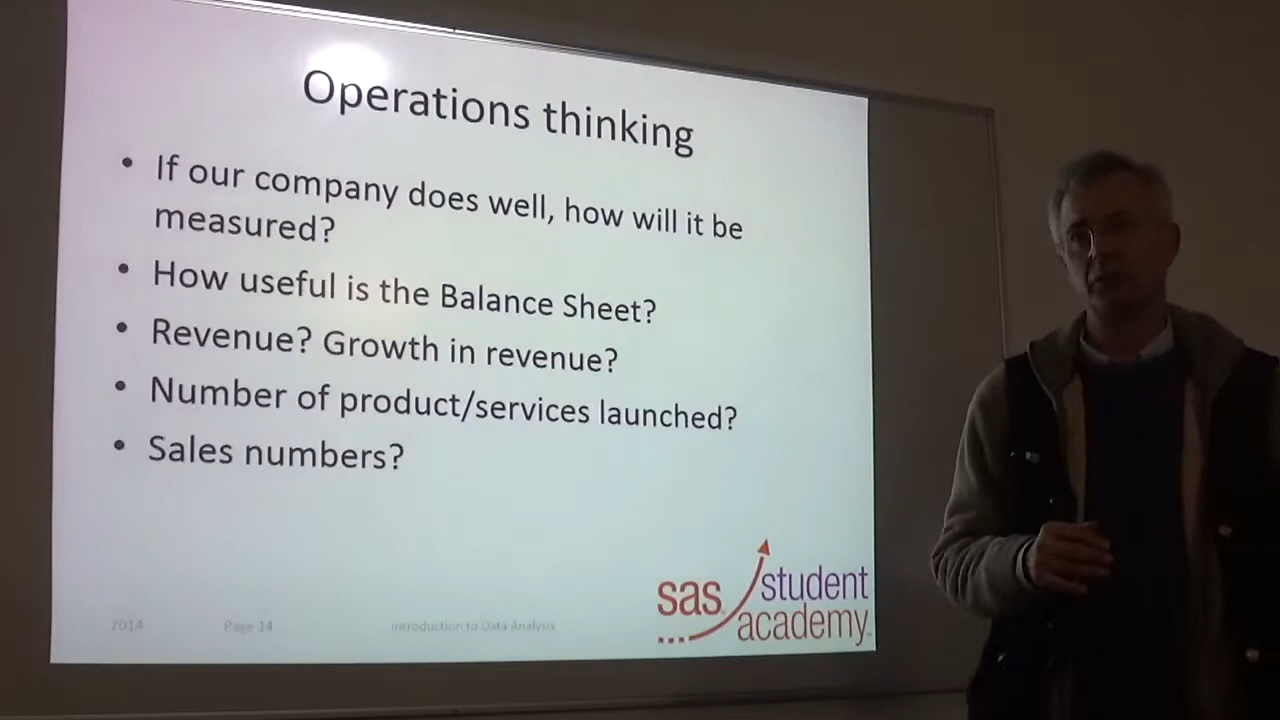 Operations thinking
• If our company does well, how will it be
measured?
• How useful is the Balance Sheet?
• Revenue? Growth in revenue?
• Number of product/services launched?
• Sales numbers?
2014 Page 14 Introduction to Data Analysis
sas student
academy